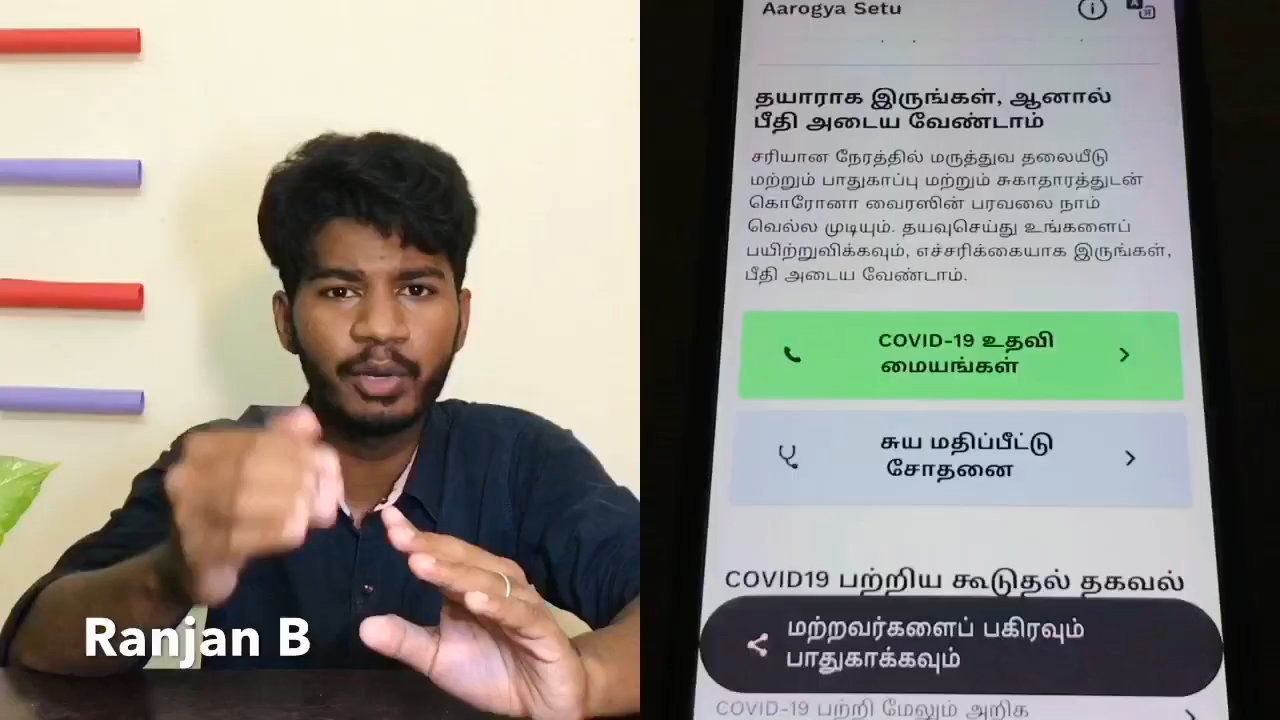 Ranjan B
Aarogya Setu
தயாராக இருங்கள், ஆனால்
பீதி அடைய வேண்டாம்
சரியான நேரத்தில் மருத்துவ தலையீடு
மற்றும் பாதுகாப்பு மற்றும் சுகாதாரத்துடன்
கொரோனா வைரஸின் பரவலை நாம்
வெல்ல முடியும். தயவுசெய்து உங்களைப்
பயிற்றுவிக்கவும், எச்சரிக்கையாக இருங்கள்,
பீதி அடைய வேண்டாம்.
COVID-19 உதவி
மையங்கள்
சுய மதிப்பீட்டு
சோதனை
COVID19 பற்றிய கூடுதல் தகவல்
மற்றவர்களைப் பகிரவும்
பாதுகாக்கவும்
COVID-19 பற்றி மேலும் அறிக